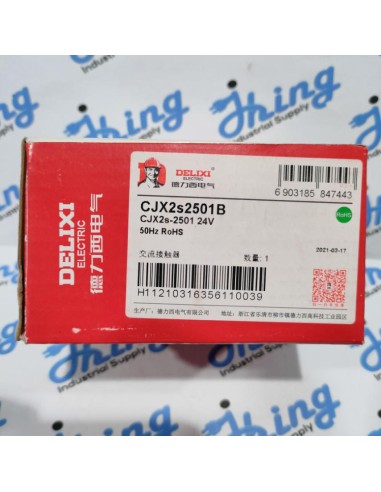 DELIXI
ELECTRIC
德力西电气
DELIXI
ELECTRIC
德力西电气
6 903185 847443
CJX2s2501B
CJX2s-2501 24V
50Hz RoHS
RoHS
2021-03-17
交流接触器
数量: 1
H11210316356110039
生产厂: 德力西电气有限公司
地址: 浙江省乐清市柳市镇德力西高科技工业园区
Jhing
Industrial Supply